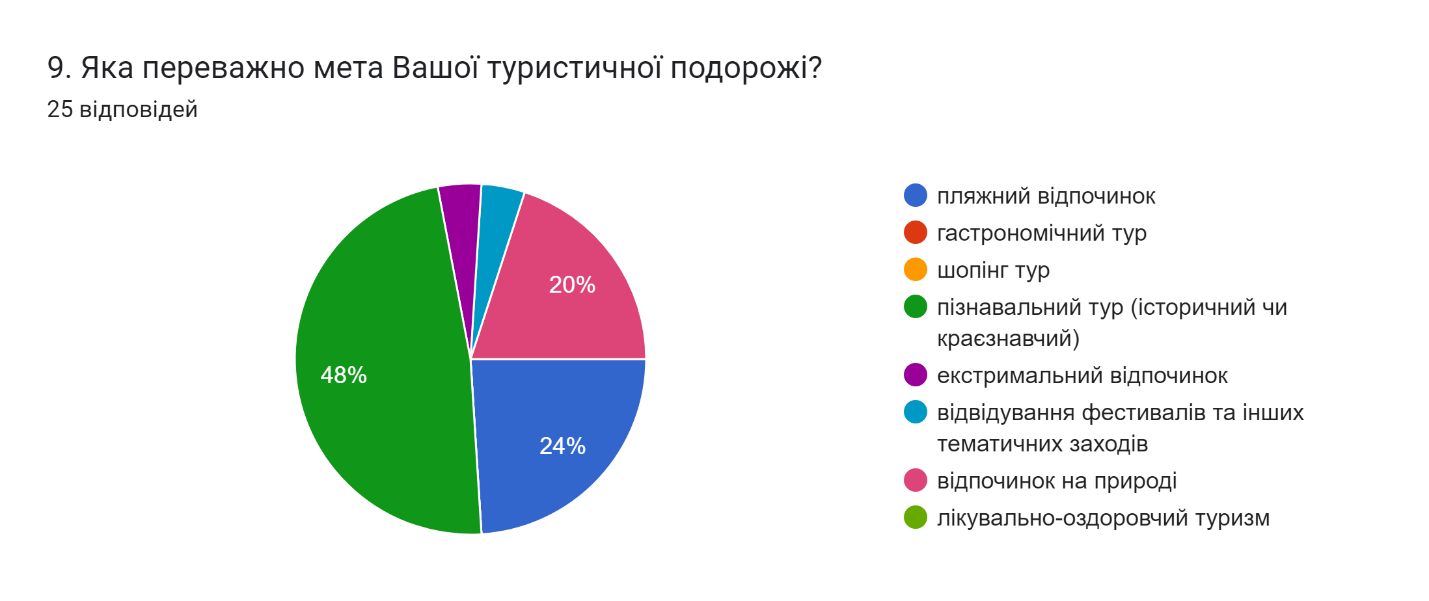 9. Яка переважно мета Вашої туристичної подорожі?
25 відповідей
20%
48%
24%
пляжний відпочинок
гастрономічний тур
шопінг тур
пізнавальний тур (історичний чи
краєзнавчий)
екстримальний відпочинок
відвідування фестивалів та інших
тематичних заходів
відпочинок на природі
лікувально-оздоровчий туризм